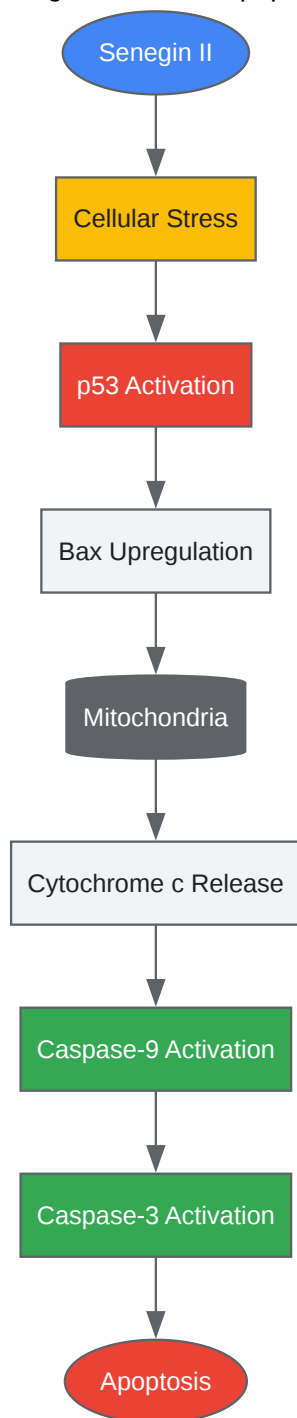 Senegin II
Cellular Stress
p53 Activation
Bax Upregulation
Mitochondria
Cytochrome c Release
Caspase-9 Activation
Caspase-3 Activation
Apoptosis